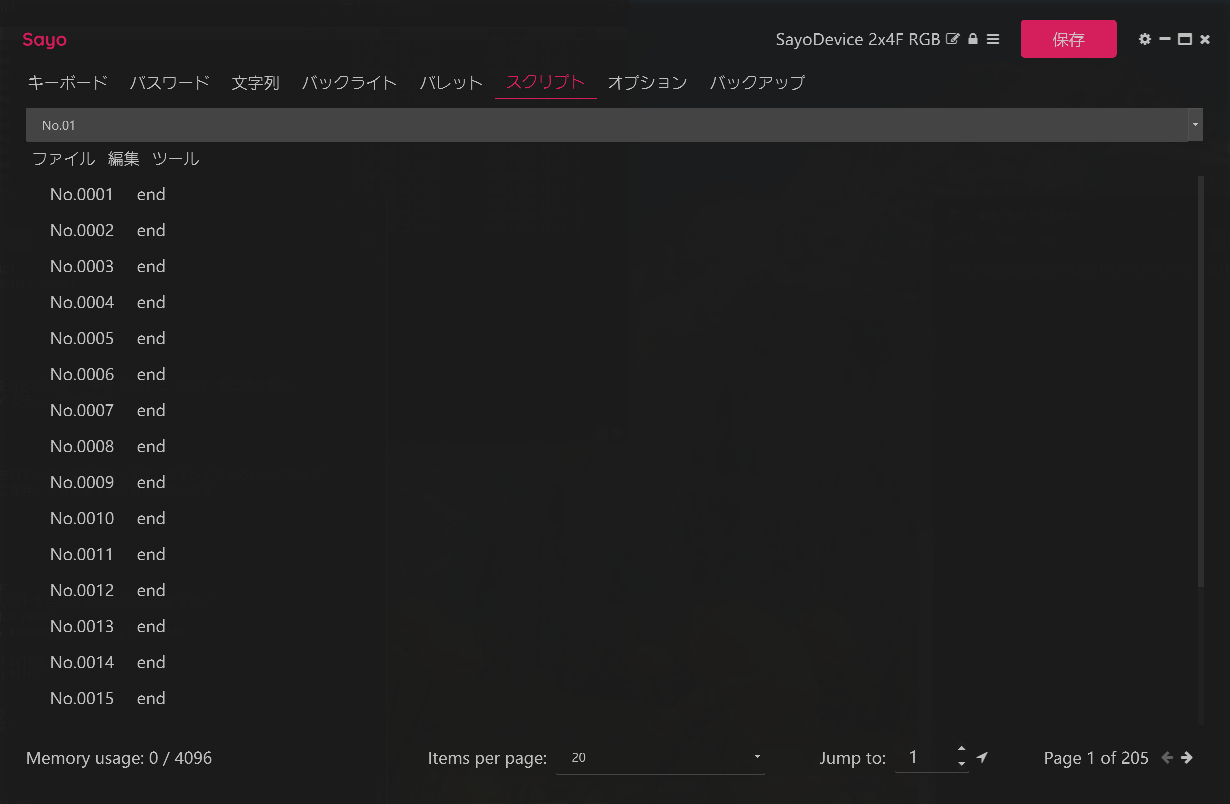 Sayo SayoDevice 2x4F RGB 保存
キーボード パスワード 文字列 バックライト パレット スクリプト オプション バックアップ
No.01
ファイル 編集 ツール
No.0001 end
No.0002 end
No.0003 end
No.0004 end
No.0005 end
No.0006 end
No.0007 end
No.0008 end
No.0009 end
No.0010 end
No.0011 end
No.0012 end
No.0013 end
No.0014 end
No.0015 end
Memory usage: 0 / 4096 Items per page: 20 Jump to: 1 Page 1 of 205